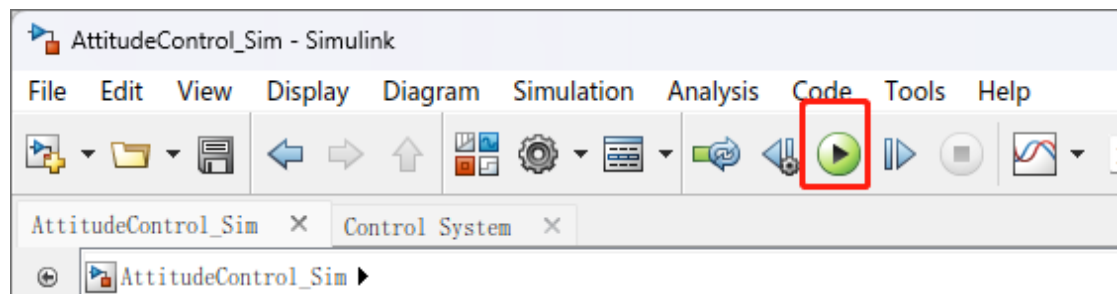 AttitudeControl_Sim - Simulink
File Edit View Display Diagram Simulation Analysis Code Tools Help
AttitudeControl_Sim Control System
AttitudeControl_Sim